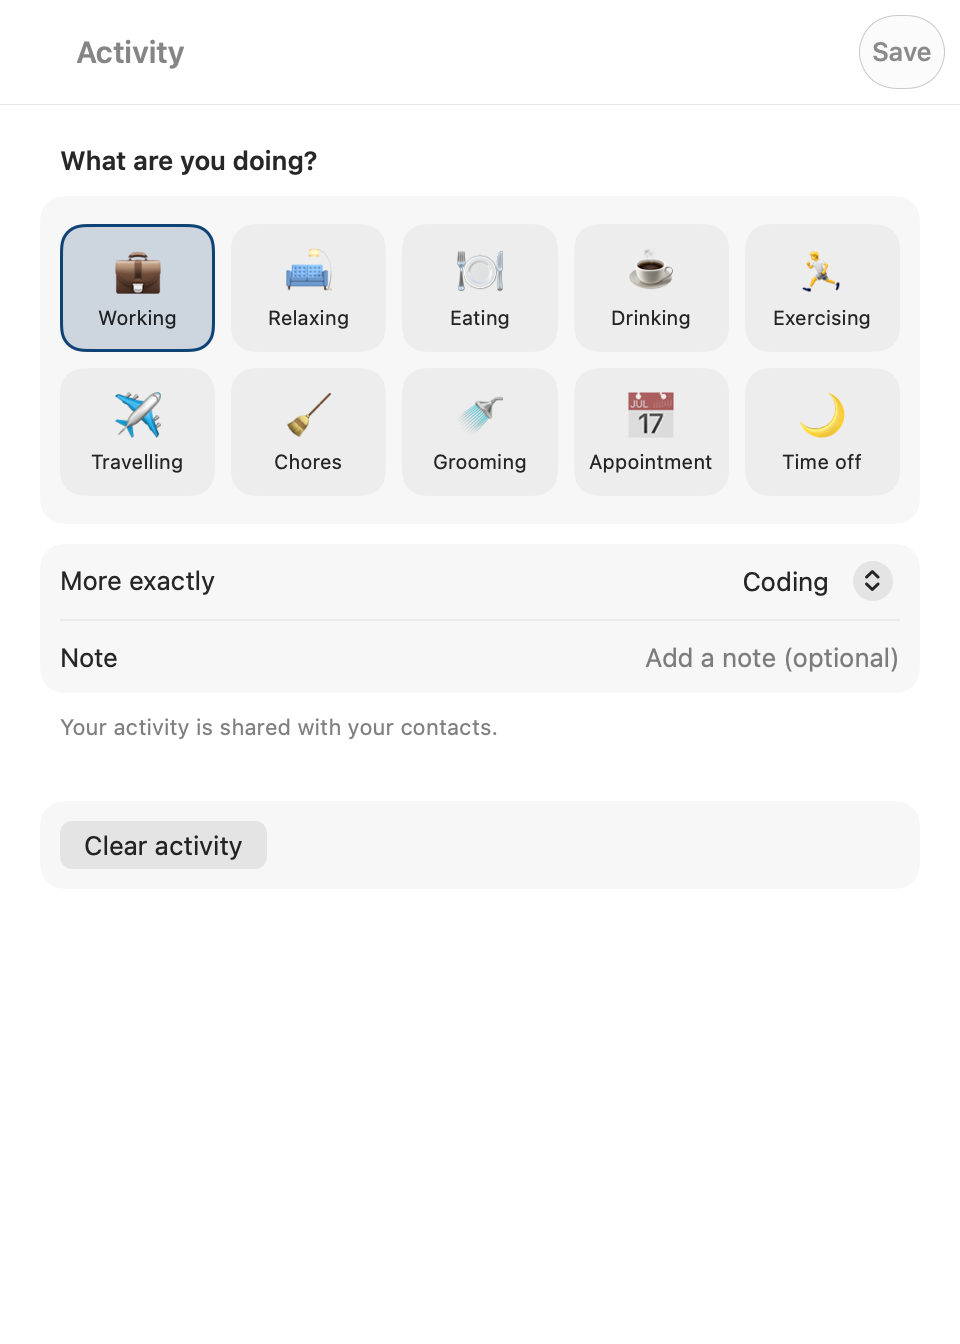 Activity
Save
What are you doing?
Working
Relaxing
Eating
Drinking
Exercising
Travelling
Chores
Grooming
JUL
17
Appointment
Time off
More exactly
Coding
Note
Add a note (optional)
Your activity is shared with your contacts.
Clear activity